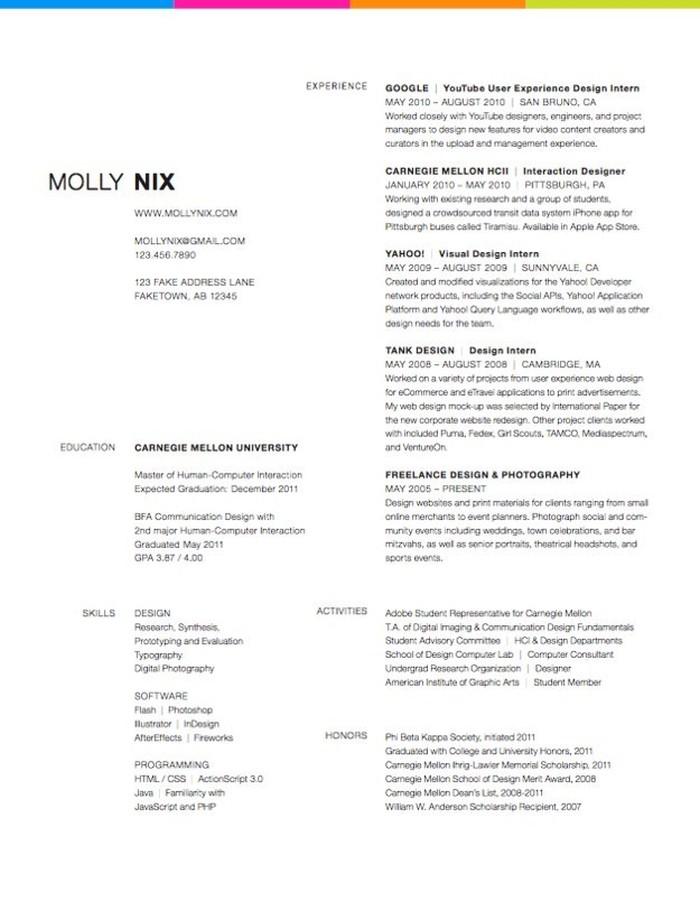 MOLLY NIX
WWW.MOLLYNIX.COM
MOLLYNIX@GMAIL.COM
123.456.7890
123 FAKE ADDRESS LANE
FAKETOWN, AB 12345
EXPERIENCE
GOOGLE | YouTube User Experience Design Intern
MAY 2010 – AUGUST 2010 | SAN BRUNO, CA
Worked closely with YouTube designers, engineers, and project
managers to design new features for video content creators and
curators in the upload and management experience.
CARNEGIE MELLON HCII | Interaction Designer
JANUARY 2010 – MAY 2010 | PITTSBURGH, PA
Working with existing research and a group of students,
designed a crowdsourced transit data system iPhone app for
Pittsburgh buses called Tiramisu. Available in Apple App Store.
YAHOO! | Visual Design Intern
MAY 2009 – AUGUST 2009 | SUNNYVALE, CA
Created and modified visualizations for the Yahoo! Developer
network products, including the Social APIs, Yahoo! Application
Platform and Yahoo! Query Language workflows, as well as other
design needs for the team.
TANK DESIGN | Design Intern
MAY 2008 – AUGUST 2008 | CAMBRIDGE, MA
Worked on a variety of projects from user experience web design
for eCommerce and eTravel applications to print advertisements.
My web design mock-up was selected by International Paper for
the new corporate website redesign. Other project clients worked
with included Puma, Fedex, Girl Scouts, TAMCO, Mediaspectrum,
and VentureOn.
FREELANCE DESIGN & PHOTOGRAPHY
MAY 2005 – PRESENT
Design websites and print materials for clients ranging from small
online merchants to event planners. Photograph social and com-
munity events including weddings, town celebrations, and bar
mitzvahs, as well as senior portraits, theatrical headshots, and
sports events.
EDUCATION
CARNEGIE MELLON UNIVERSITY
Master of Human-Computer Interaction
Expected Graduation: December 2011
BFA Communication Design with
2nd major Human-Computer Interaction
Graduated May 2011
GPA 3.87 / 4.00
SKILLS
DESIGN
Research, Synthesis,
Prototyping and Evaluation
Typography
Digital Photography
SOFTWARE
Flash | Photoshop
Illustrator | InDesign
AfterEffects | Fireworks
PROGRAMMING
HTML / CSS | ActionScript 3.0
Java | Familiarity with
JavaScript and PHP
ACTIVITIES
Adobe Student Representative for Carnegie Mellon
T.A. of Digital Imaging & Communication Design Fundamentals
Student Advisory Committee | HCI & Design Departments
School of Design Computer Lab | Computer Consultant
Undergrad Research Organization | Designer
American Institute of Graphic Arts | Student Member
HONORS
Phi Beta Kappa Society, initiated 2011
Graduated with College and University Honors, 2011
Carnegie Mellon Ihrig-Lawler Memorial Scholarship, 2011
Carnegie Mellon School of Design Merit Award, 2008
Carnegie Mellon Dean's List, 2008-2011
William W. Anderson Scholarship Recipient, 2007